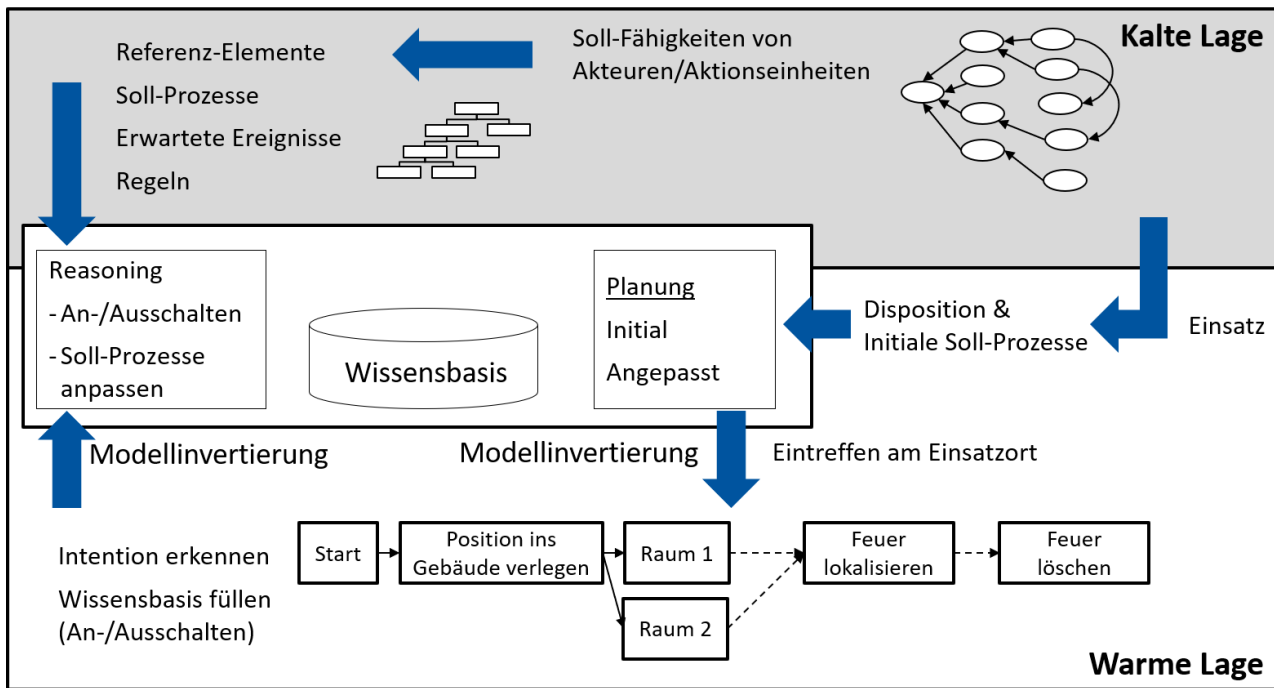 Kalte Lage
Soll-Fähigkeiten von
Akteuren/Aktionseinheiten
Referenz-Elemente
Soll-Prozesse
Erwartete Ereignisse
Regeln
Reasoning
- An-/Ausschalten
- Soll-Prozesse
anpassen
Wissensbasis
Planung
Initial
Angepasst
Disposition &
Initiale Soll-Prozesse
Einsatz
Modellinvertierung
Modellinvertierung
Eintreffen am Einsatzort
Intention erkennen
Wissensbasis füllen
(An-/Ausschalten)
Start
Position ins
Gebäude verlegen
Raum 1
Raum 2
Feuer
lokalisieren
Feuer
löschen
Warme Lage